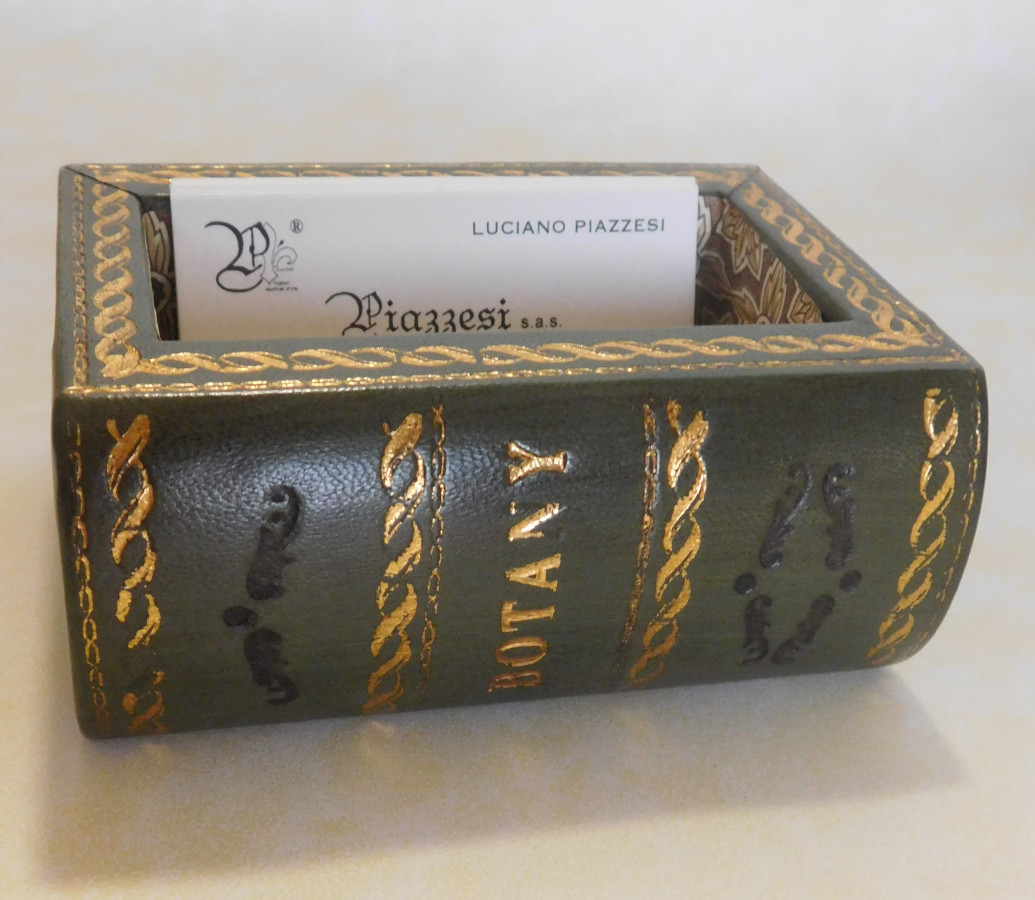 LUCIANO PIAZZESI
P ®
Piazzesi s.a.s.
BOTANY